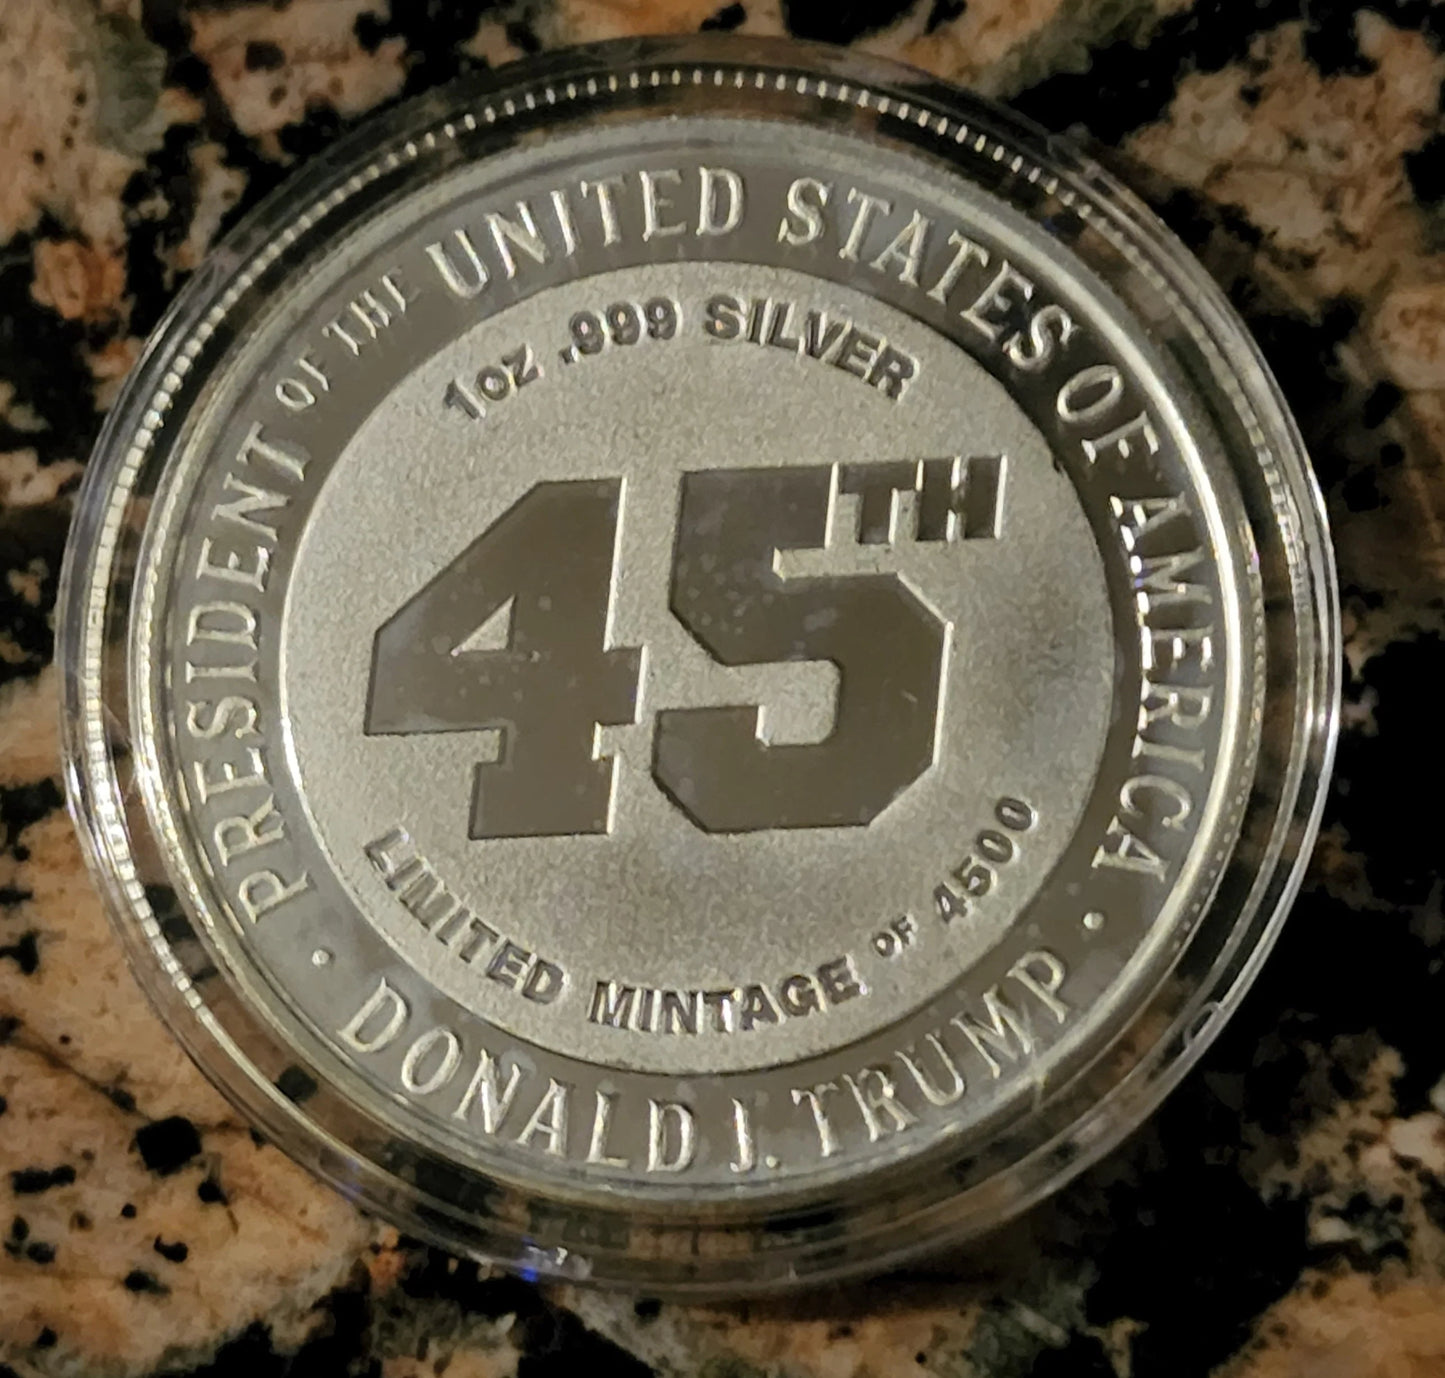 PRESIDENT OF THE UNITED STATES OF AMERICA
1oz .999 SILVER
45TH
LIMITED MINTAGE OF 4500
• DONALD J. TRUMP •